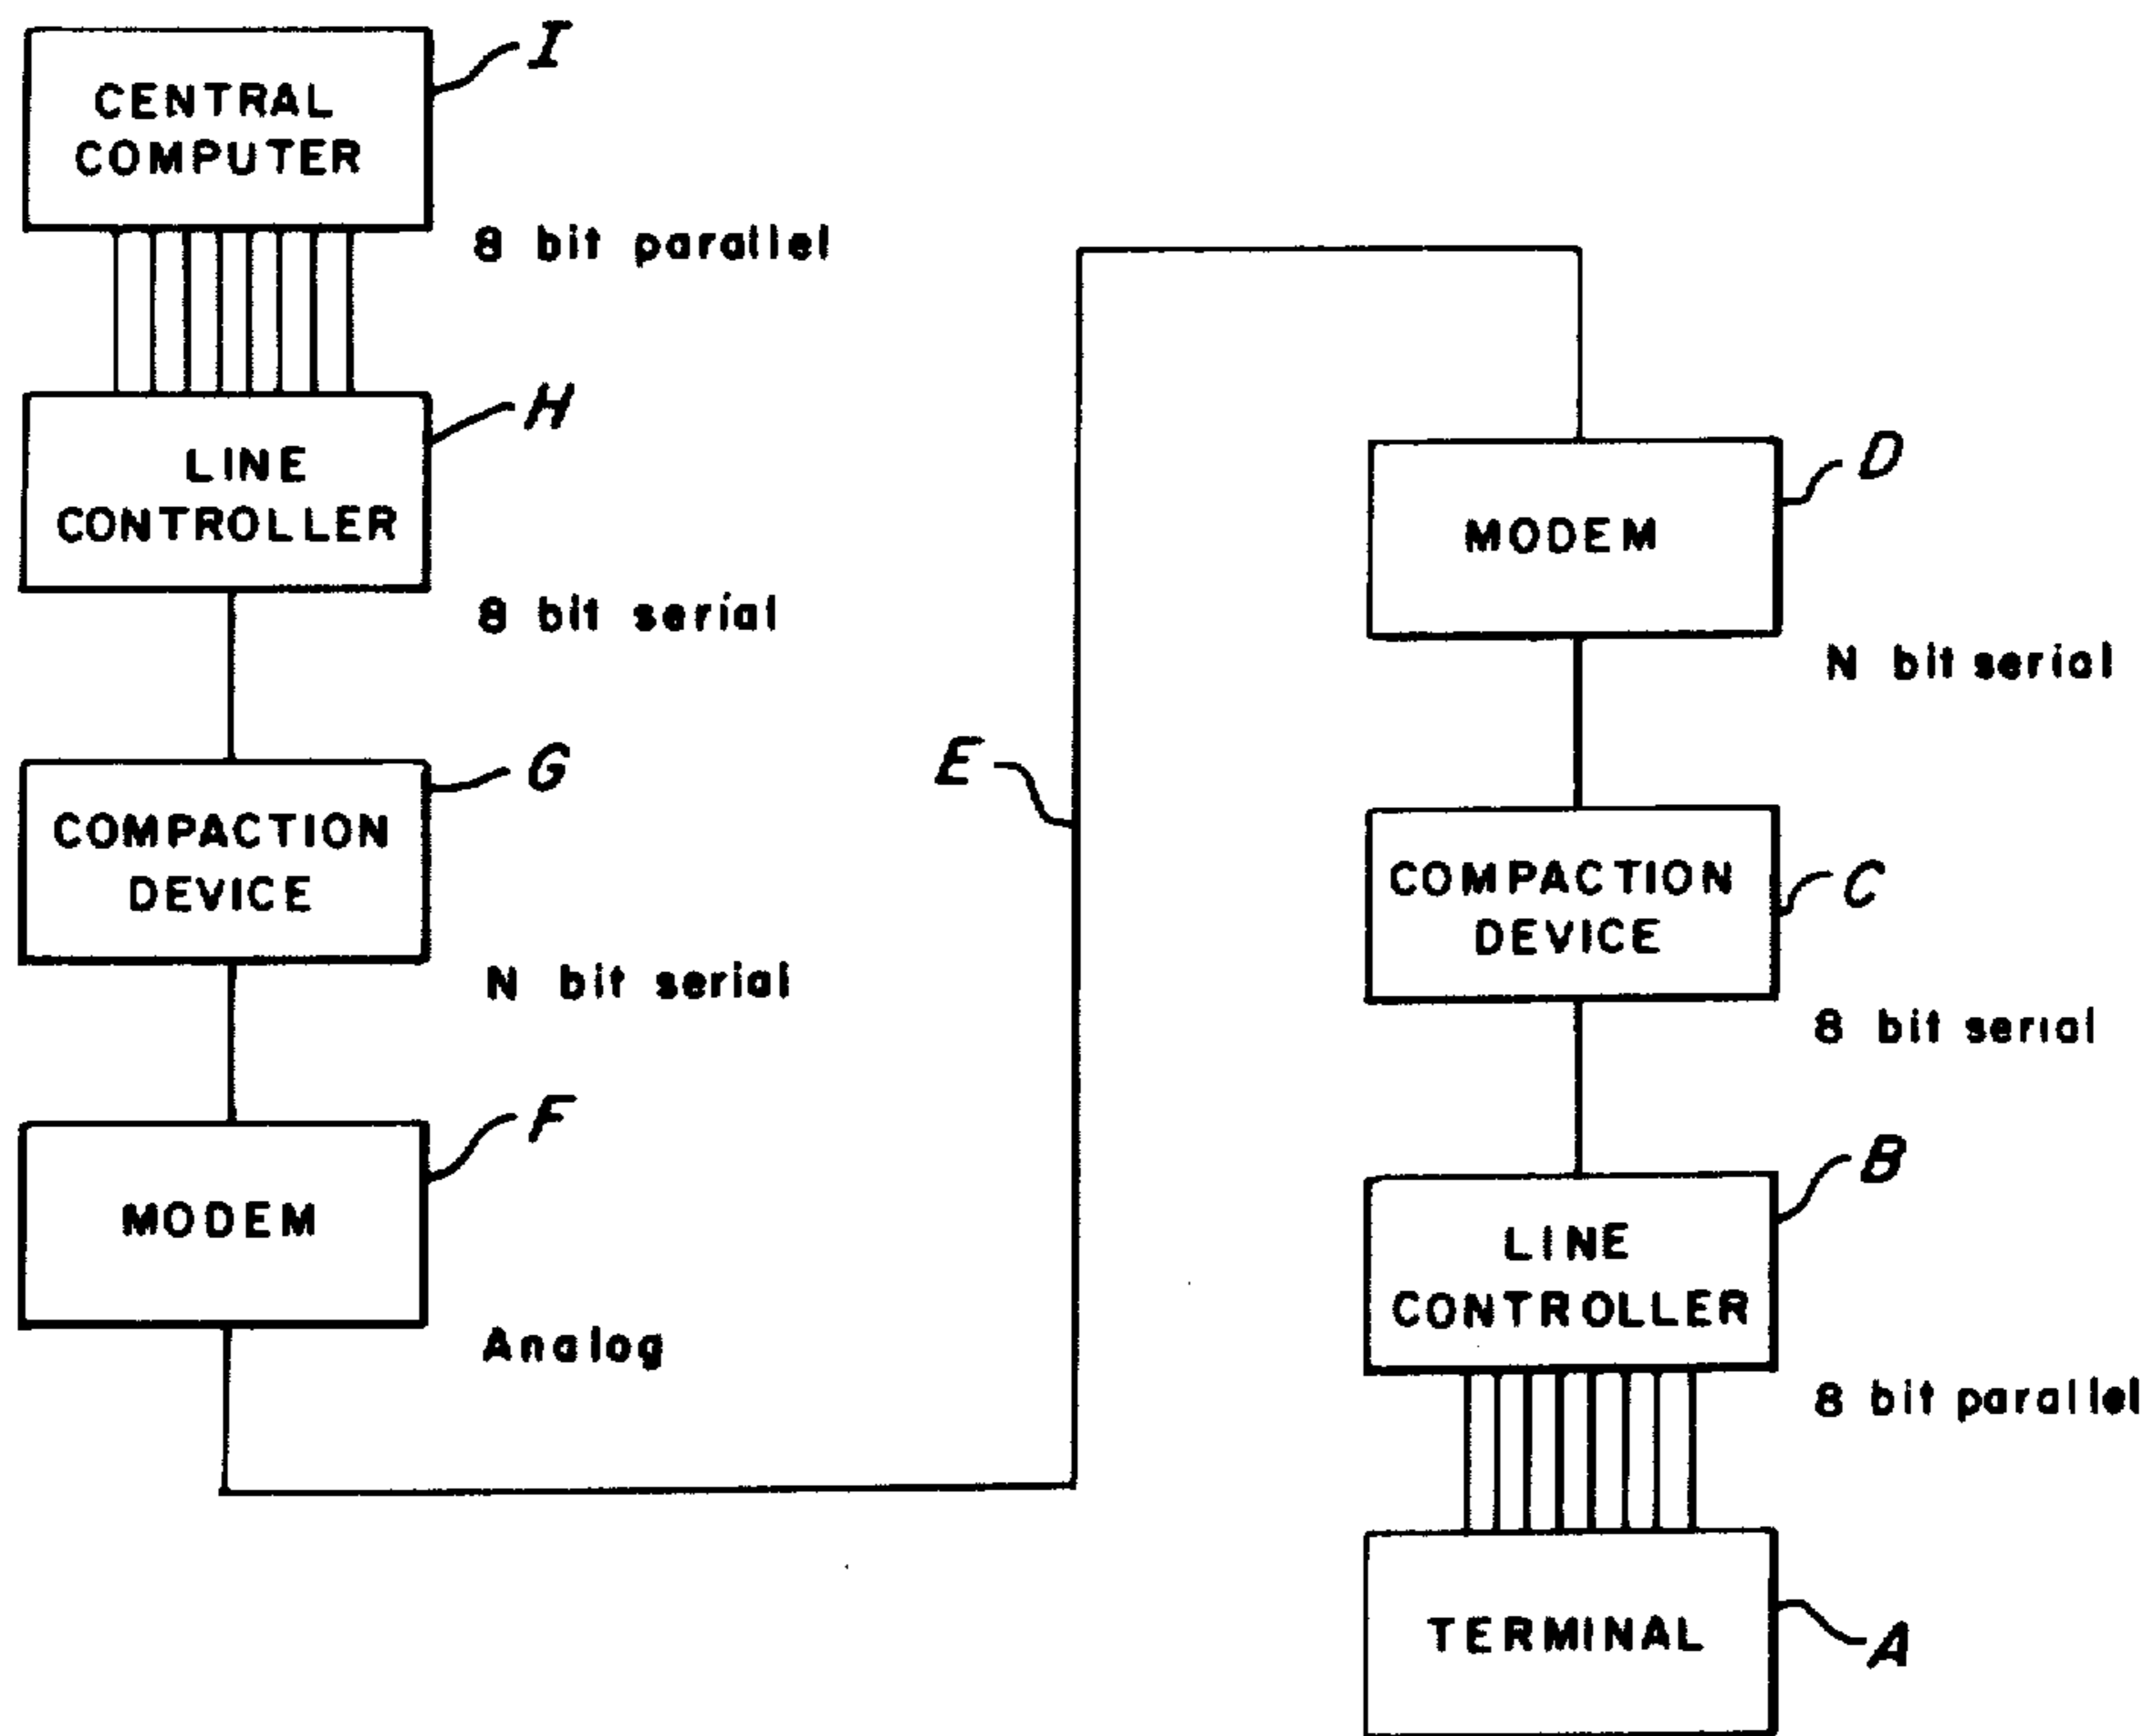 I
CENTRAL
COMPUTER
8 bit parallel
H
LINE
CONTROLLER
8 bit serial
G
COMPACTION
DEVICE
N bit serial
F
MODEM
Analog
E
D
MODEM
N bit serial
C
COMPACTION
DEVICE
8 bit serial
B
LINE
CONTROLLER
8 bit parallel
TERMINAL
A